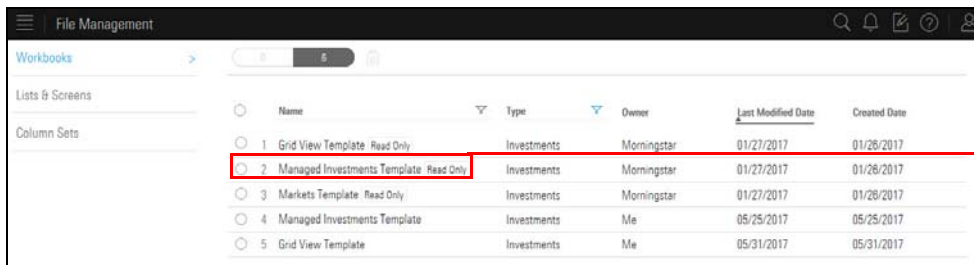 File Management
Workbooks >
0 5
Lists & Screens
Column Sets
Name Type Owner Last Modified Date Created Date
1 Grid View Template Read Only Investments Morningstar 01/27/2017 01/26/2017
2 Managed Investments Template Read Only Investments Morningstar 01/27/2017 01/26/2017
3 Markets Template Read Only Investments Morningstar 01/27/2017 01/26/2017
4 Managed Investments Template Investments Me 05/25/2017 05/25/2017
5 Grid View Template Investments Me 05/31/2017 05/31/2017